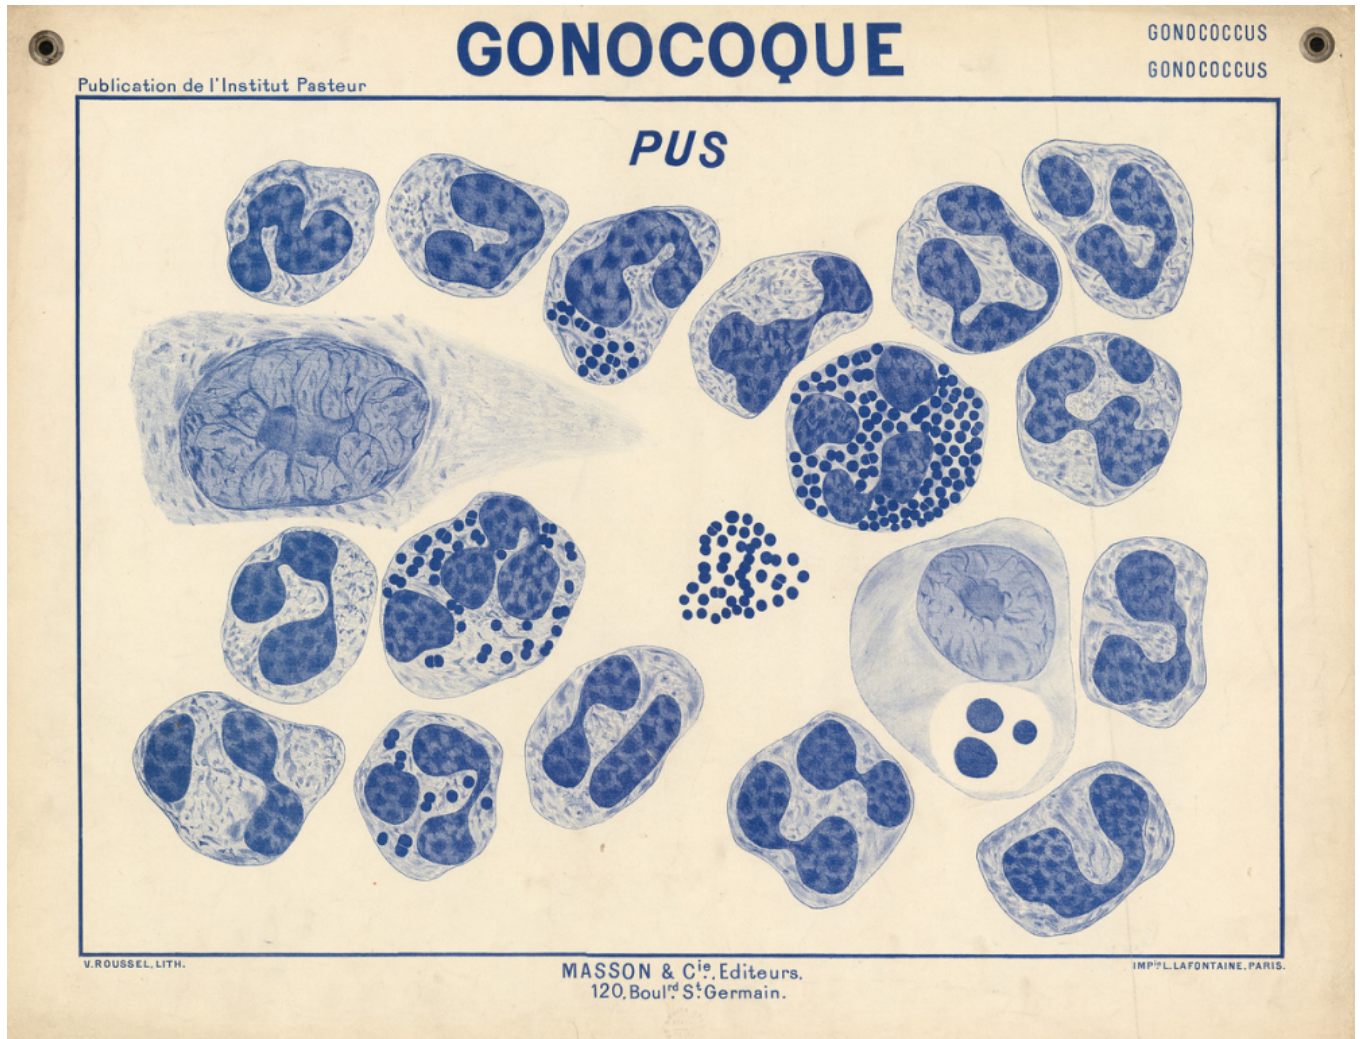 GONOCOQUE
GONOCOCCUS
GONOCOCCUS
Publication de l'Institut Pasteur
PUS
V. ROUSSEL, LITH.
MASSON & Cie, Editeurs,
120, Boulrd St Germain.
IMPie L. LAFONTAINE, PARIS.